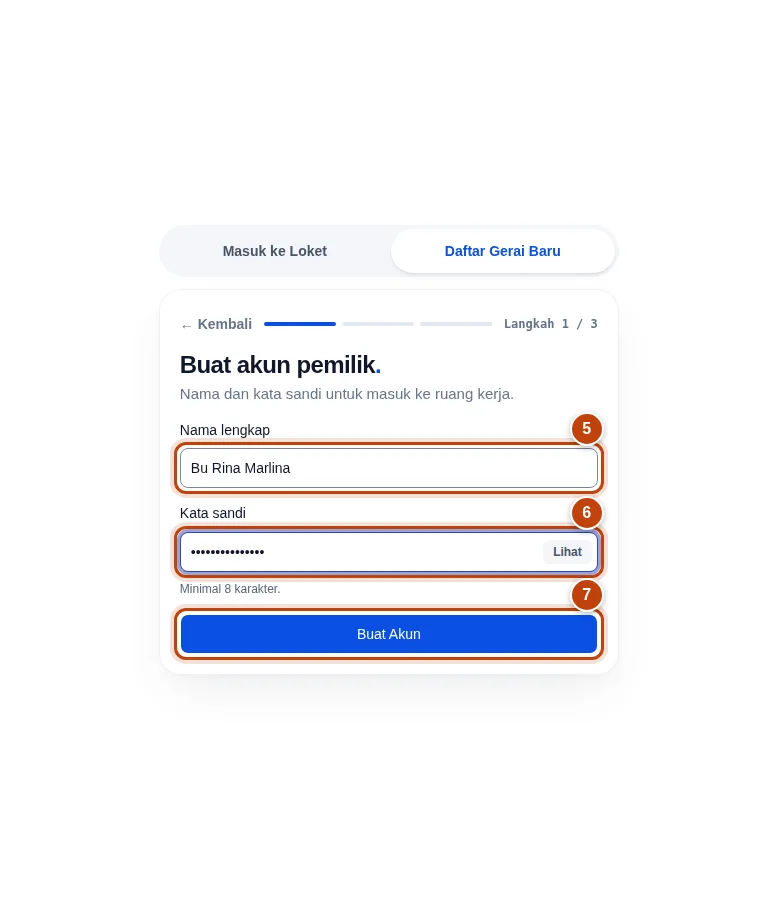 Masuk ke Loket
Daftar Gerai Baru
← Kembali
Langkah 1 / 3
Buat akun pemilik.
Nama dan kata sandi untuk masuk ke ruang kerja.
Nama lengkap
5
Bu Rina Marlina
Kata sandi
6
•••••••••••••••
Lihat
Minimal 8 karakter.
7
Buat Akun